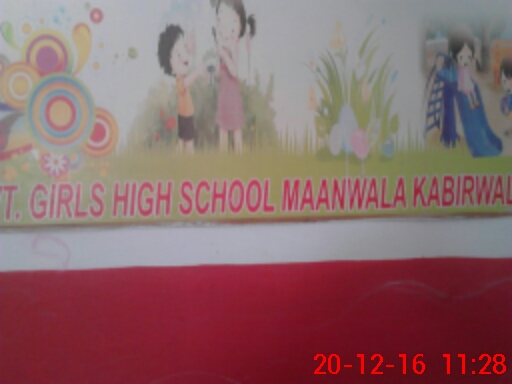 T. GIRLS HIGH SCHOOL MAANWALA KABIRWAL
20-12-16 11:28